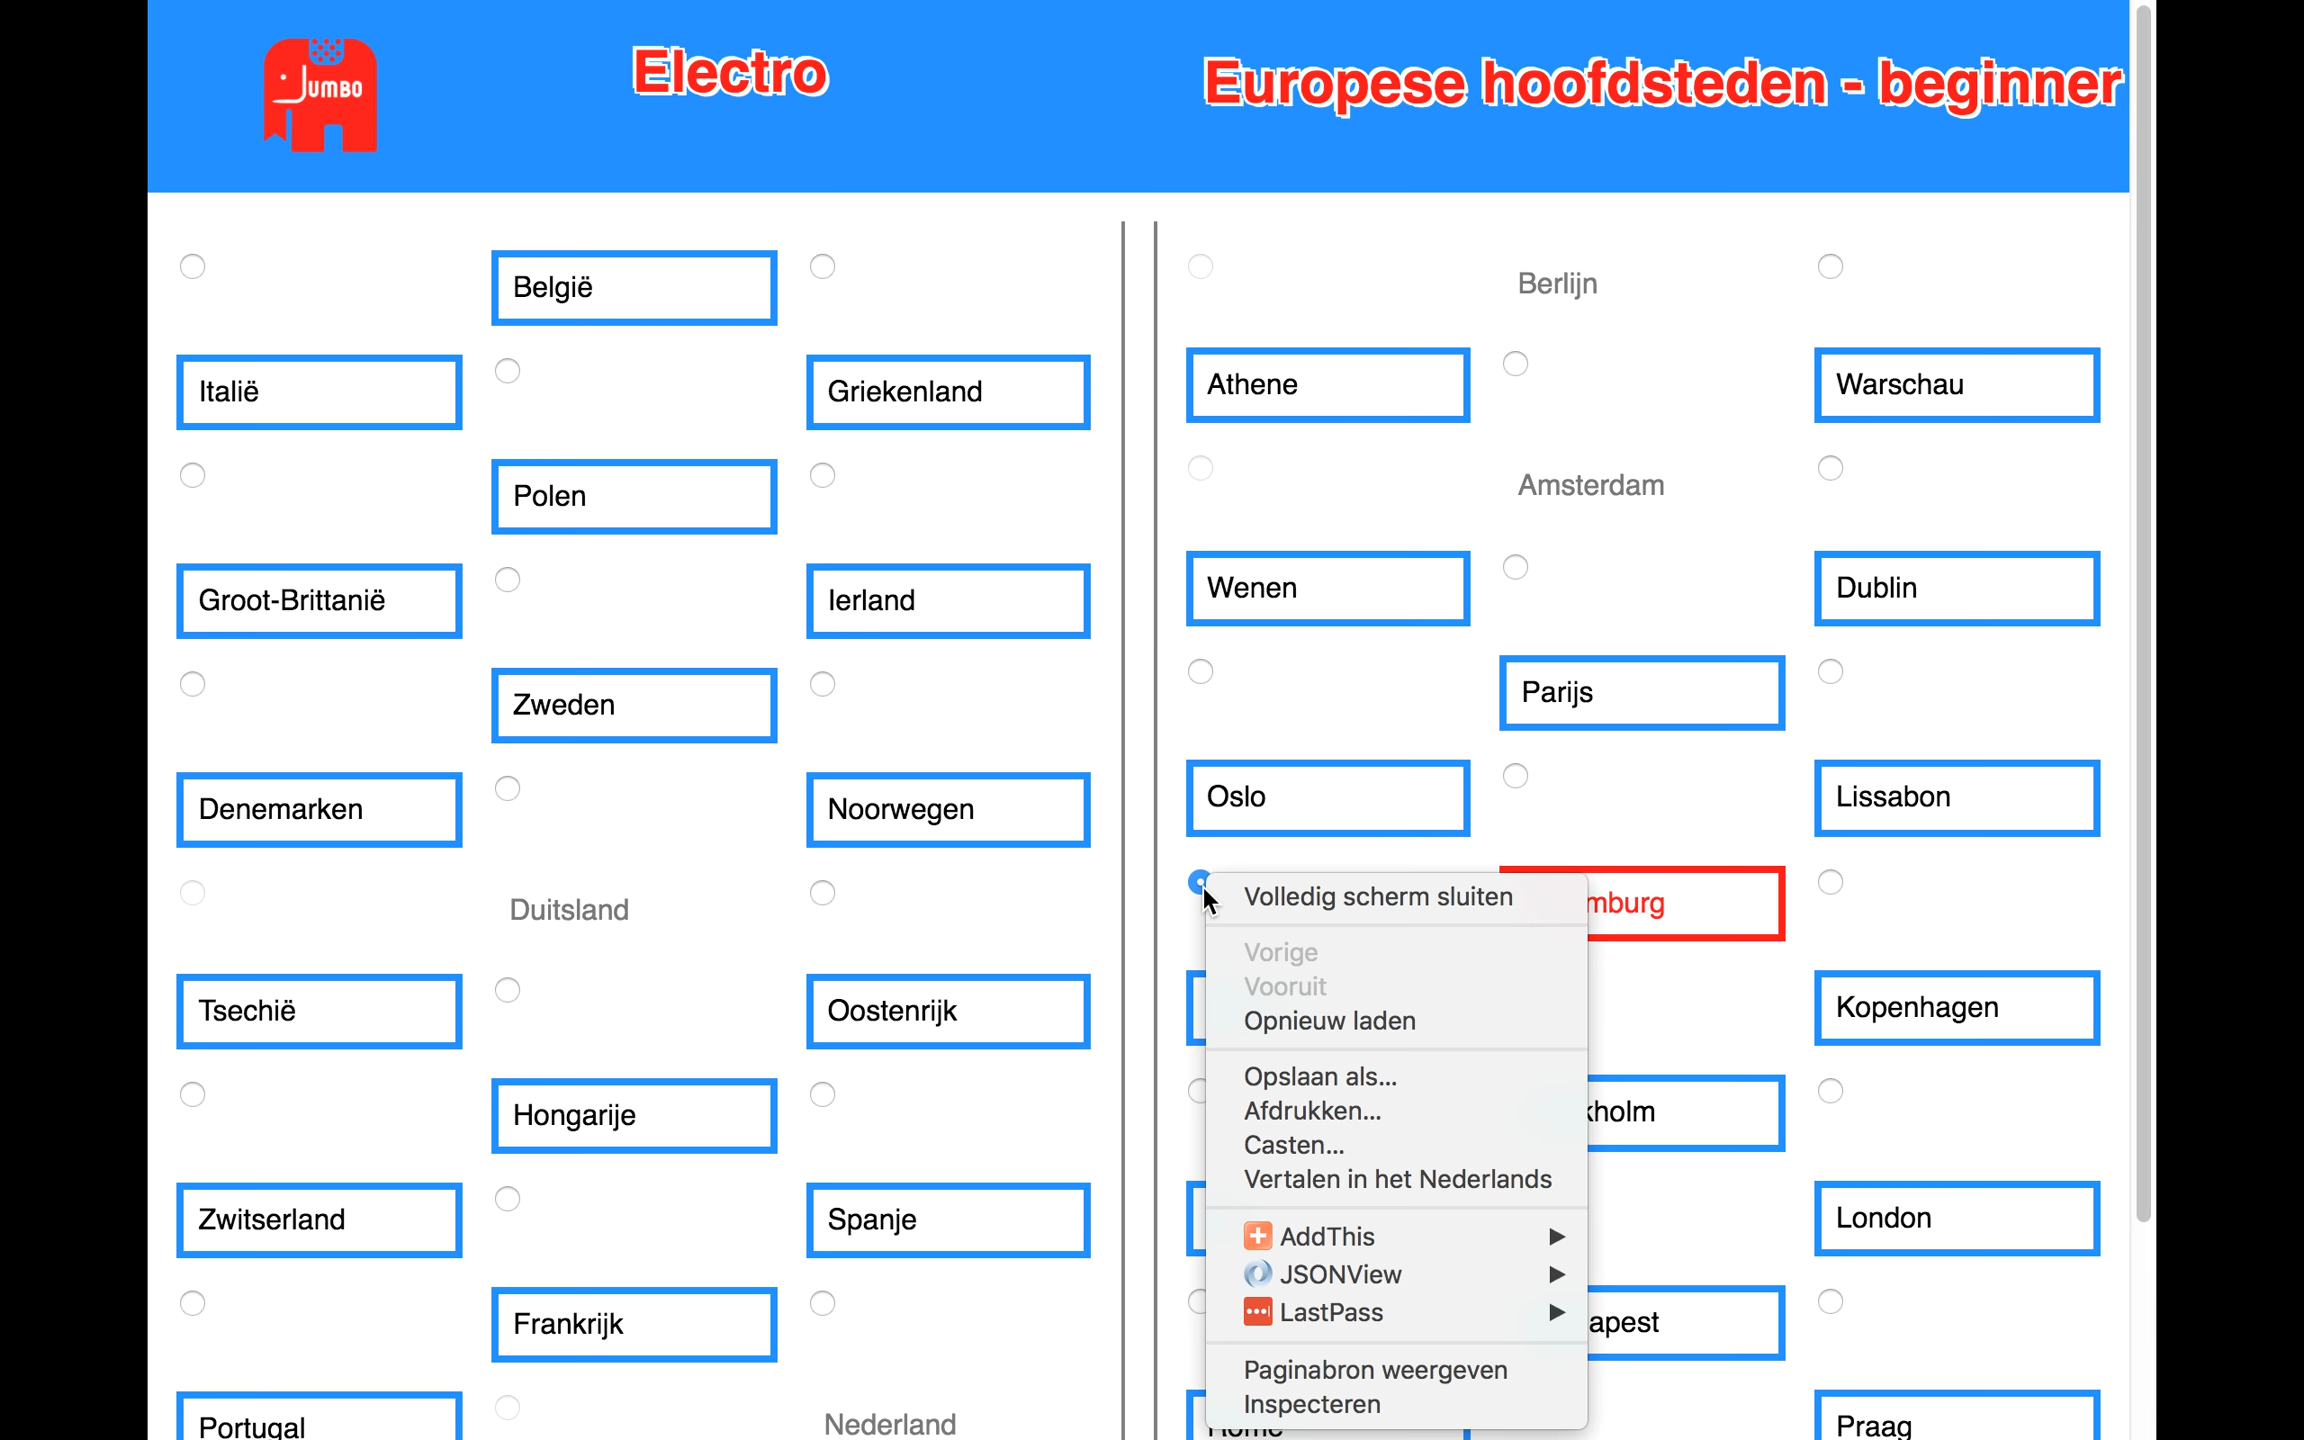 JUMBO
Electro
Europese hoofdsteden - beginner
België
Italië
Griekenland
Polen
Groot-Brittanië
Ierland
Zweden
Denemarken
Noorwegen
Duitsland
Tsechië
Oostenrijk
Hongarije
Zwitserland
Spanje
Frankrijk
Portugal
Nederland
Berlijn
Athene
Warschau
Amsterdam
Wenen
Dublin
Parijs
Oslo
Lissabon
mburg
Kopenhagen
kholm
London
apest
Praag
Volledig scherm sluiten
Vorige
Vooruit
Opnieuw laden
Opslaan als...
Afdrukken...
Casten...
Vertalen in het Nederlands
AddThis
JSONView
LastPass
Paginabron weergeven
Inspecteren